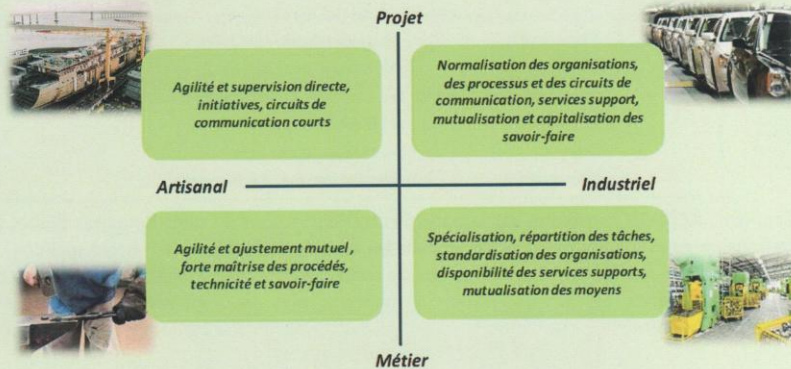 Projet
Agilité et supervision directe,
initiatives, circuits de
communication courts
Normalisation des organisations,
des processus et des circuits de
communication, services support,
mutualisation et capitalisation des
savoir-faire
Artisanal
Industriel
Agilité et ajustement mutuel ,
forte maîtrise des procédés,
technicité et savoir-faire
Spécialisation, répartition des tâches,
standardisation des organisations,
disponibilité des services supports,
mutualisation des moyens
Métier